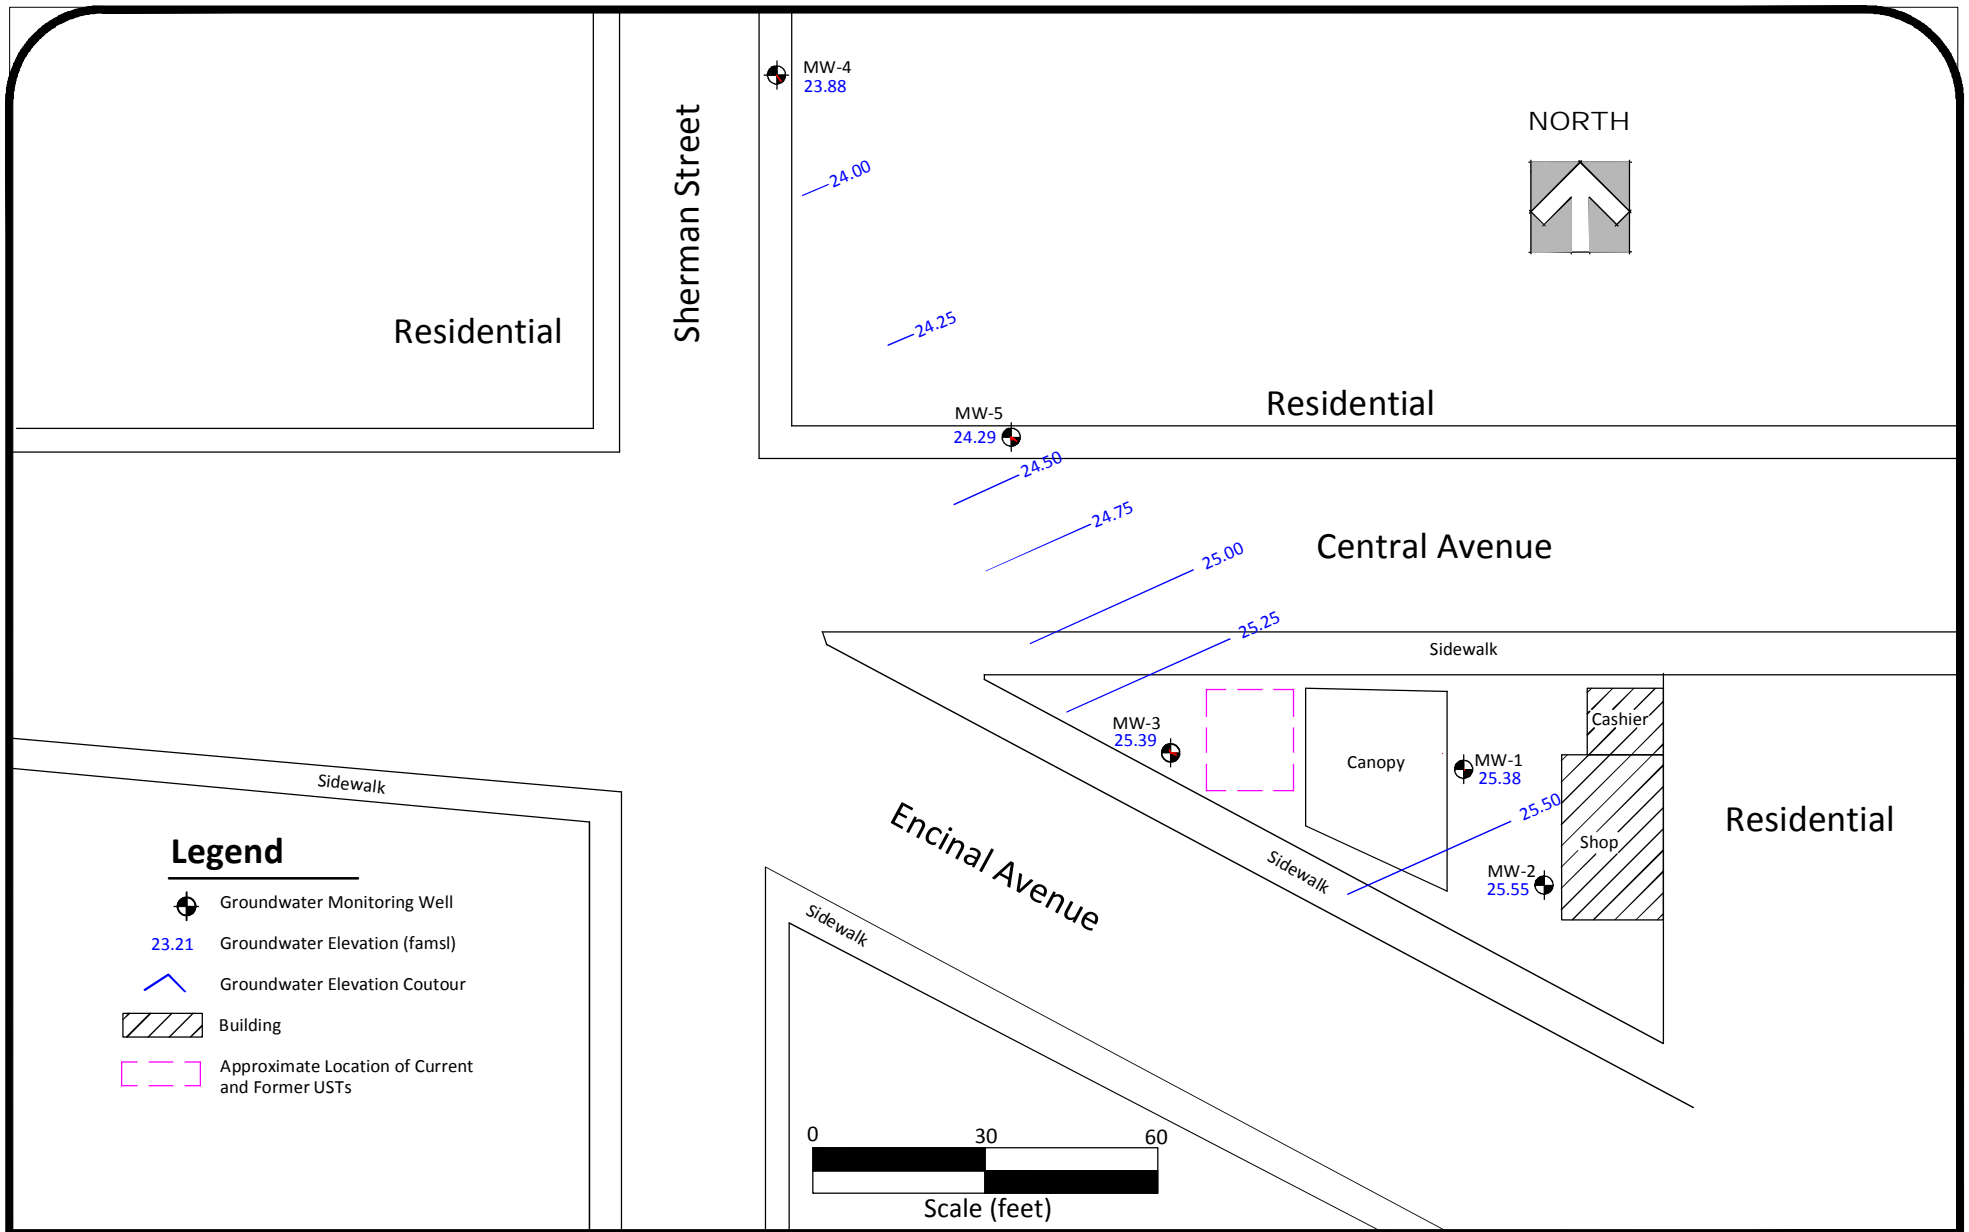 MW-4
23.88
NORTH
Sherman Street
24.00
24.25
Residential
Residential
MW-5
24.29
24.50
24.75
Central Avenue
25.00
25.25
Sidewalk
MW-3
25.39
Canopy
Cashier
MW-1
25.38
25.50
Shop
MW-2
25.55
Residential
Sidewalk
Encinal Avenue
Sidewalk
Sidewalk
Legend
Groundwater Monitoring Well
23.21 Groundwater Elevation (famsl)
Groundwater Elevation Coutour
Building
Approximate Location of Current
and Former USTs
0 30 60
Scale (feet)